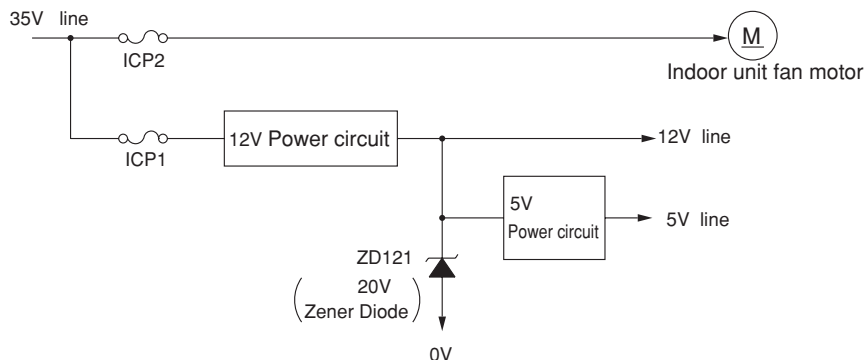 35V line
ICP2
M
Indoor unit fan motor
ICP1
12V Power circuit
12V line
5V
Power circuit
5V line
ZD121
20V
Zener Diode
0V